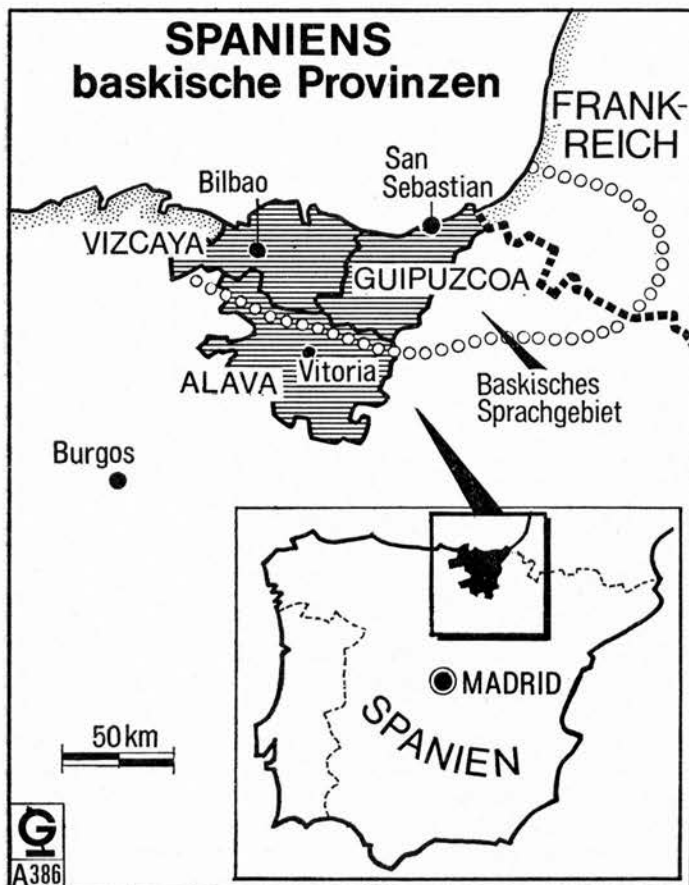 SPANIENS
baskische Provinzen
FRANK-
REICH
San
Sebastian
Bilbao
VIZCAYA
GUIPUZCOA
ALAVA
Vitoria
Baskisches
Sprachgebiet
Burgos
MADRID
SPANIEN
50 km
G
A386